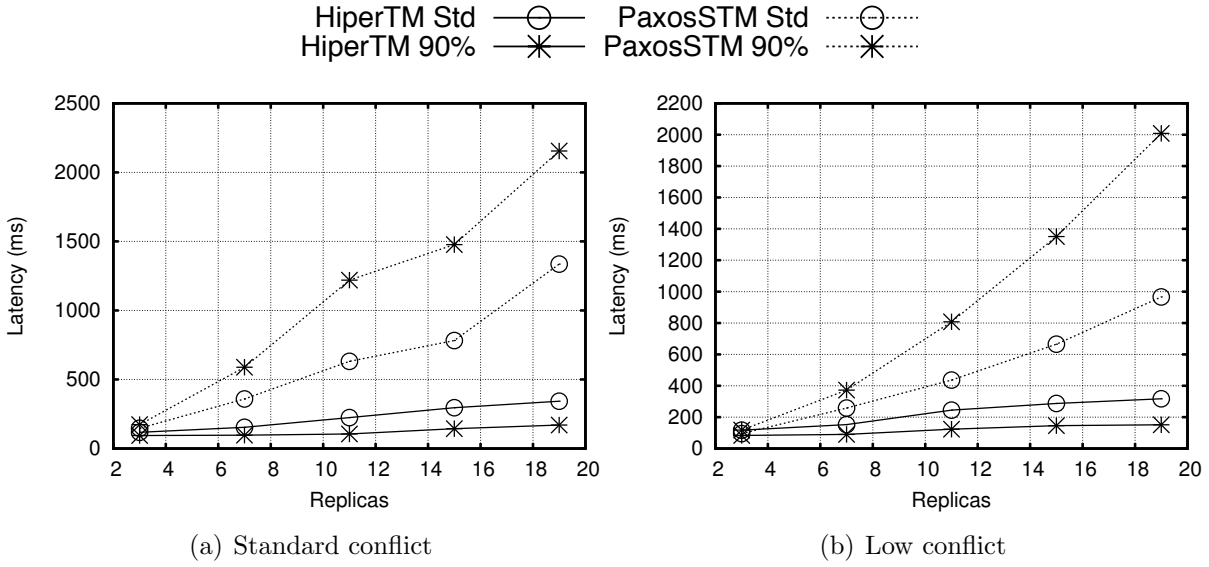 HiperTM Std PaxosSTM Std
HiperTM 90% PaxosSTM 90%
2500
2000
1500
1000
500
0
2 4 6 8 10 12 14 16 18 20
Latency (ms)
Replicas
(a) Standard conflict
2200
2000
1800
1600
1400
1200
1000
800
600
400
200
0
2 4 6 8 10 12 14 16 18 20
Latency (ms)
Replicas
(b) Low conflict